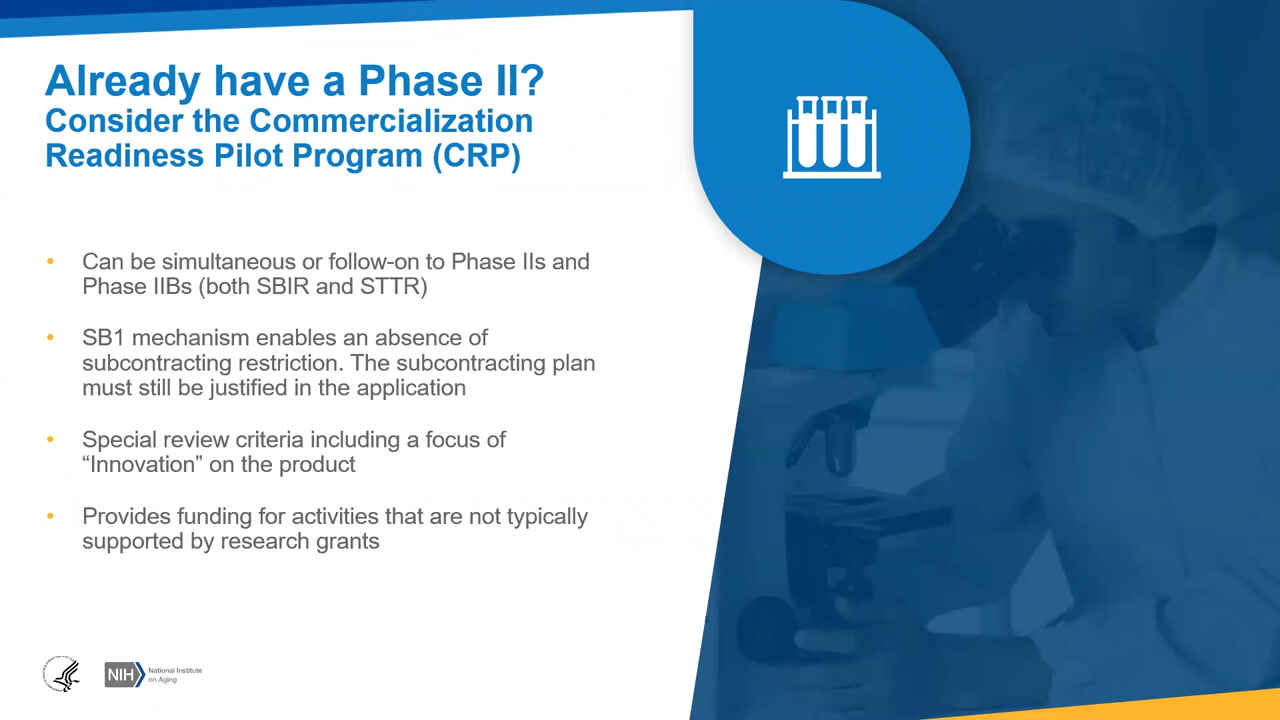 Already have a Phase II?
Consider the Commercialization
Readiness Pilot Program (CRP)
• Can be simultaneous or follow-on to Phase IIs and
Phase IIBs (both SBIR and STTR)
• SB1 mechanism enables an absence of
subcontracting restriction. The subcontracting plan
must still be justified in the application
• Special review criteria including a focus of
“Innovation” on the product
• Provides funding for activities that are not typically
supported by research grants
NIH National Institute
on Aging